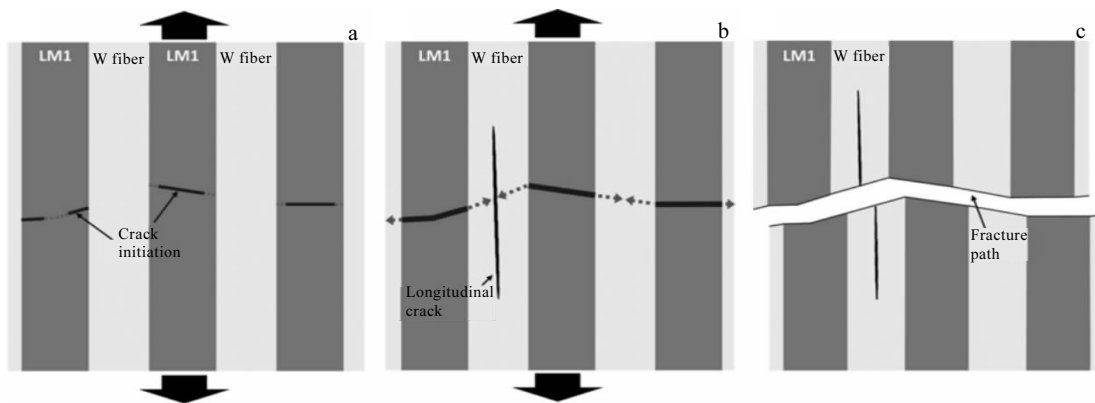 a
LM1 W fiber LM1 W fiber
Crack
initiation
b
LM1 W fiber
Longitudinal
crack
c
LM1 W fiber
Fracture
path